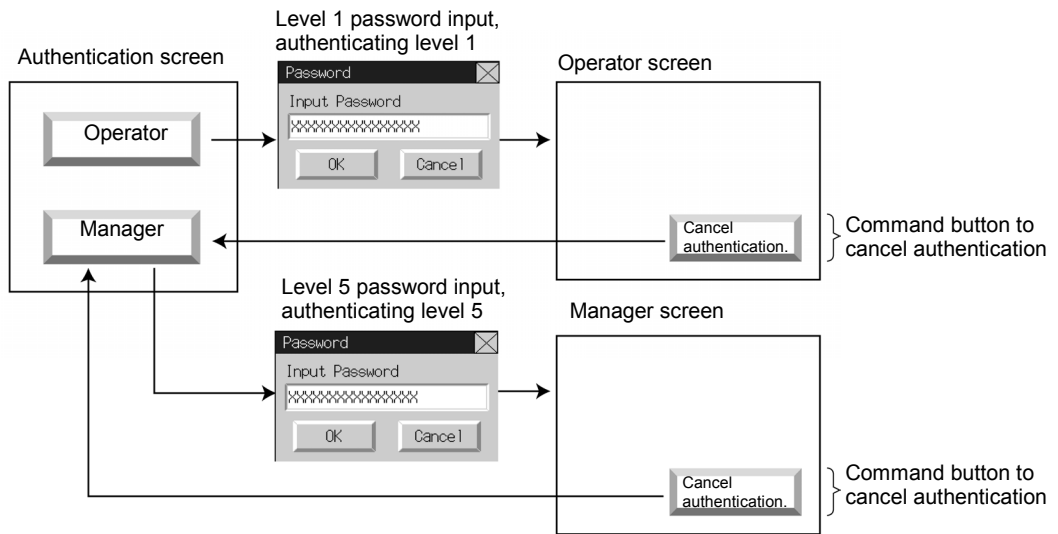 Level 1 password input,
authenticating level 1
Authentication screen
Operator screen
Password
Input Password
XXXXXXXXXXXXXXX
OK
Cancel
Operator
Manager
Cancel
authentication.
Command button to
cancel authentication
Level 5 password input,
authenticating level 5
Manager screen
Password
Input Password
XXXXXXXXXXXXXXX
OK
Cancel
Cancel
authentication.
Command button to
cancel authentication